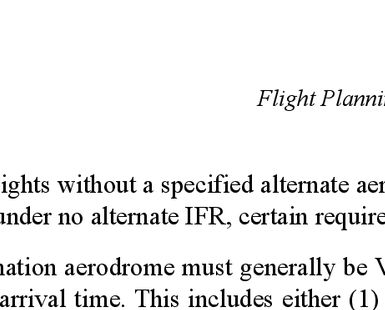 Flight Planni
ights without a specified alternate aer
under no alternate IFR, certain require
nation aerodrome must generally be V
arrival time. This includes either (1)